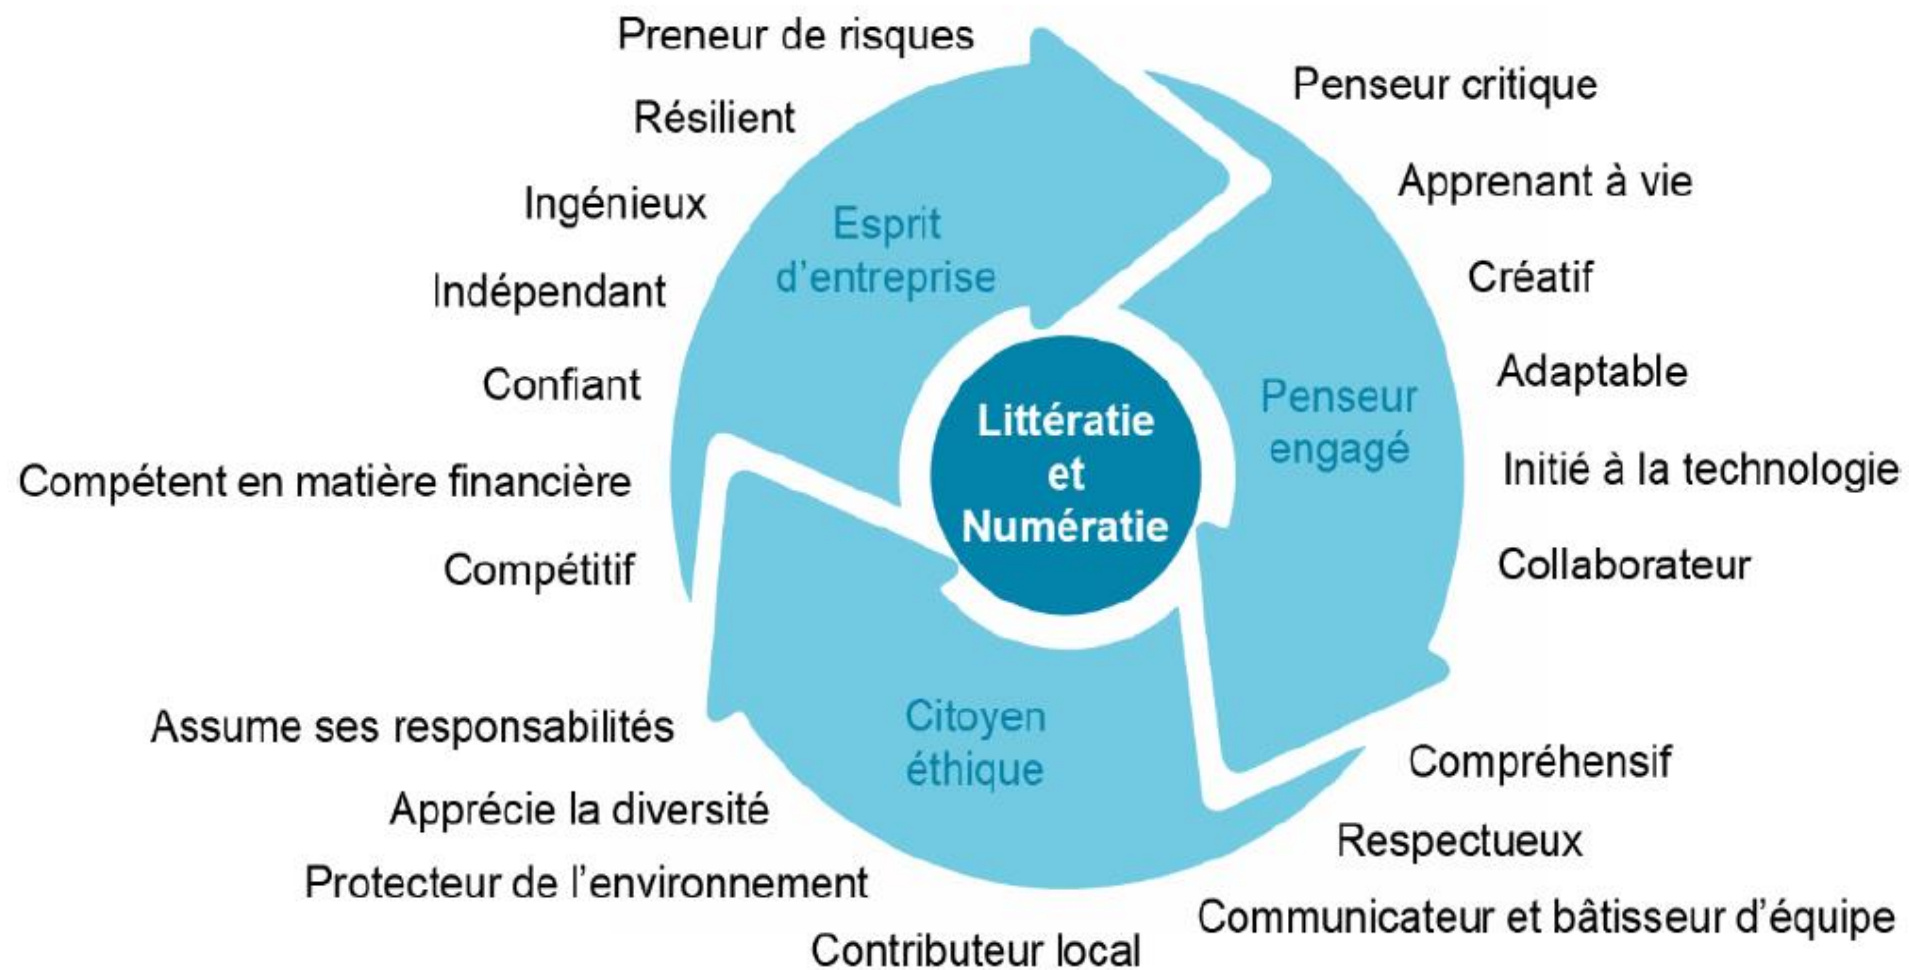 Preneur de risques
Résilient
Ingénieux
Indépendant
Confiant
Compétent en matière financière
Compétitif
Esprit
d'entreprise
Penseur critique
Apprenant à vie
Créatif
Adaptable
Initié à la technologie
Collaborateur
Penseur
engagé
Littératie
et
Numératie
Citoyen
éthique
Assume ses responsabilités
Apprécie la diversité
Protecteur de l'environnement
Contributeur local
Compréhensif
Respectueux
Communicateur et bâtisseur d'équipe